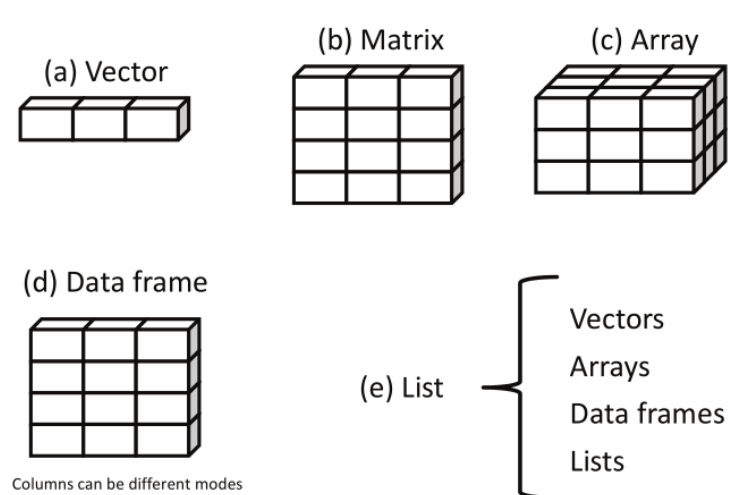 (a) Vector
(b) Matrix
(c) Array
(d) Data frame
Columns can be different modes
(e) List
Vectors
Arrays
Data frames
Lists